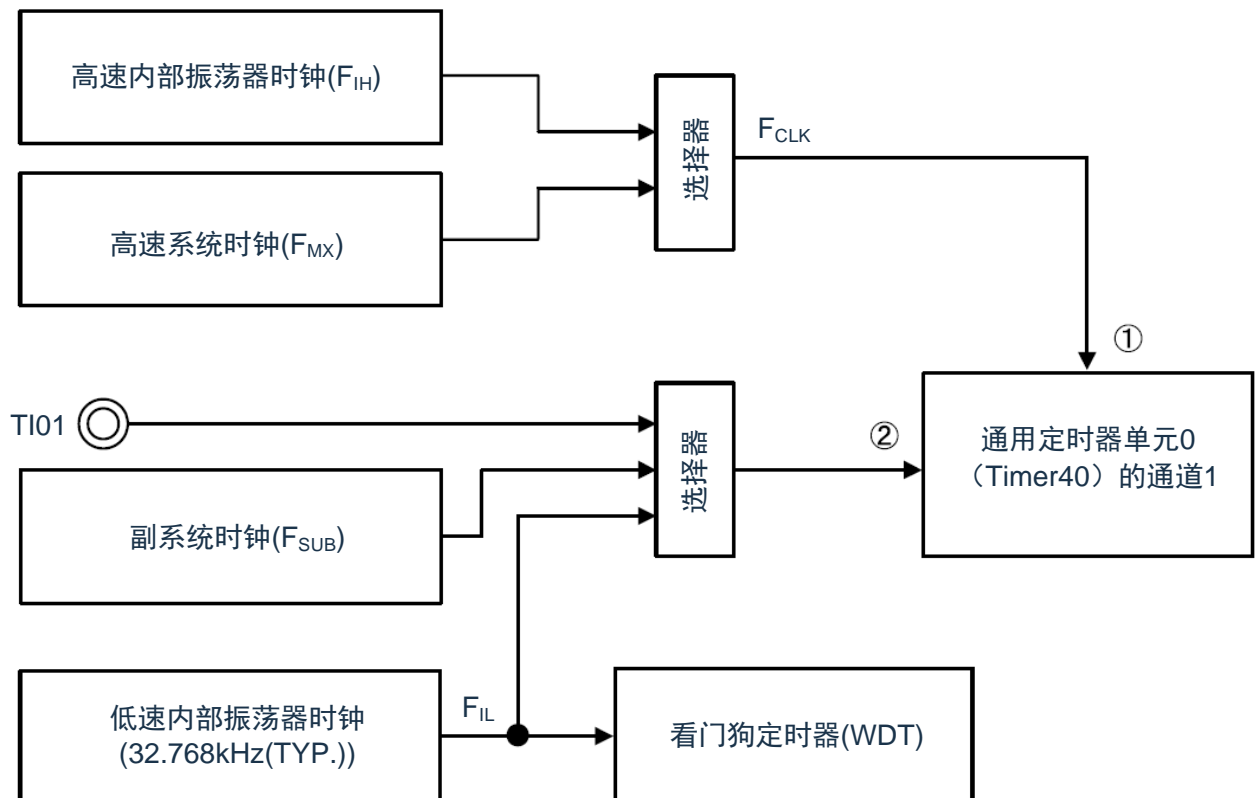 高速内部振荡器时钟(FIH)
选择器
FCLK
高速系统时钟(FMX)
①
TI01
选择器
②
通用定时器单元0
（Timer40）的通道1
副系统时钟(FSUB)
低速内部振荡器时钟
(32.768kHz(TYP.))
FIL
看门狗定时器(WDT)